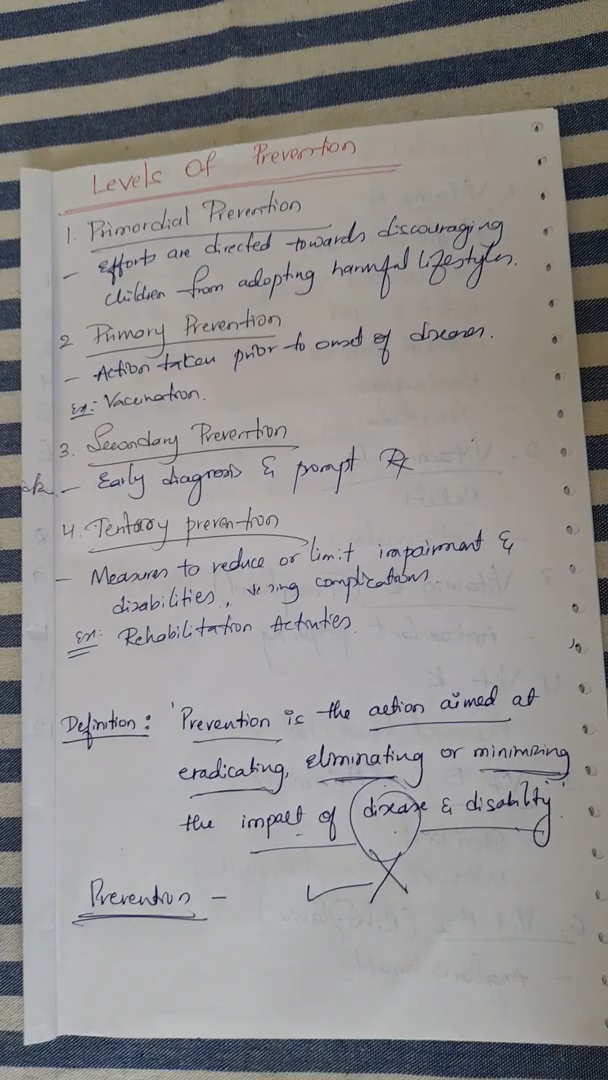 Levels Of Prevention
1. Primordial Prevention
- Efforts are directed towards discouraging
children from adopting harmful lifestyles.
2. Primary Prevention
- Action taken prior to onset of disease.
Ex:- Vaccination.
3. Secondary Prevention
- Early diagnosis & prompt Rx
4. Tertiary prevention
- Measures to reduce or limit impairment &
disabilities, complications.
Ex: Rehabilitation Activities.
Definition: 'Prevention is the action aimed at
eradicating, eliminating or minimizing
the impact of disease & disability'.
Prevention -